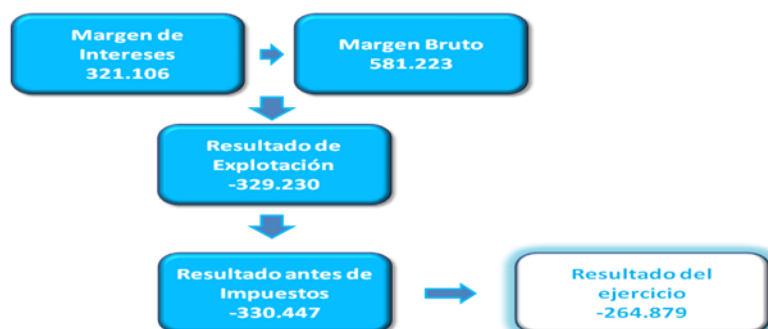 Margen de
Intereses
321.106
Margen Bruto
581.223
Resultado de
Explotación
-329.230
Resultado antes de
Impuestos
-330.447
Resultado del
ejercicio
-264.879